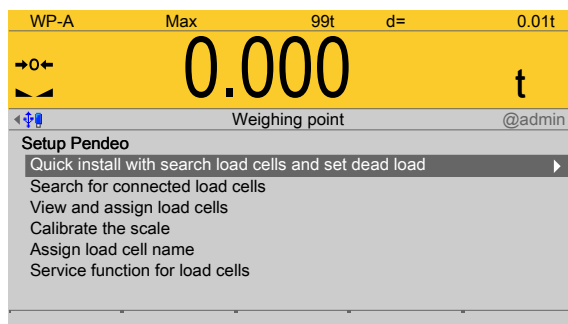 WP-A Max 99t d= 0.01t
0.000 t
Weighing point @admin
Setup Pendeo
Quick install with search load cells and set dead load
Search for connected load cells
View and assign load cells
Calibrate the scale
Assign load cell name
Service function for load cells